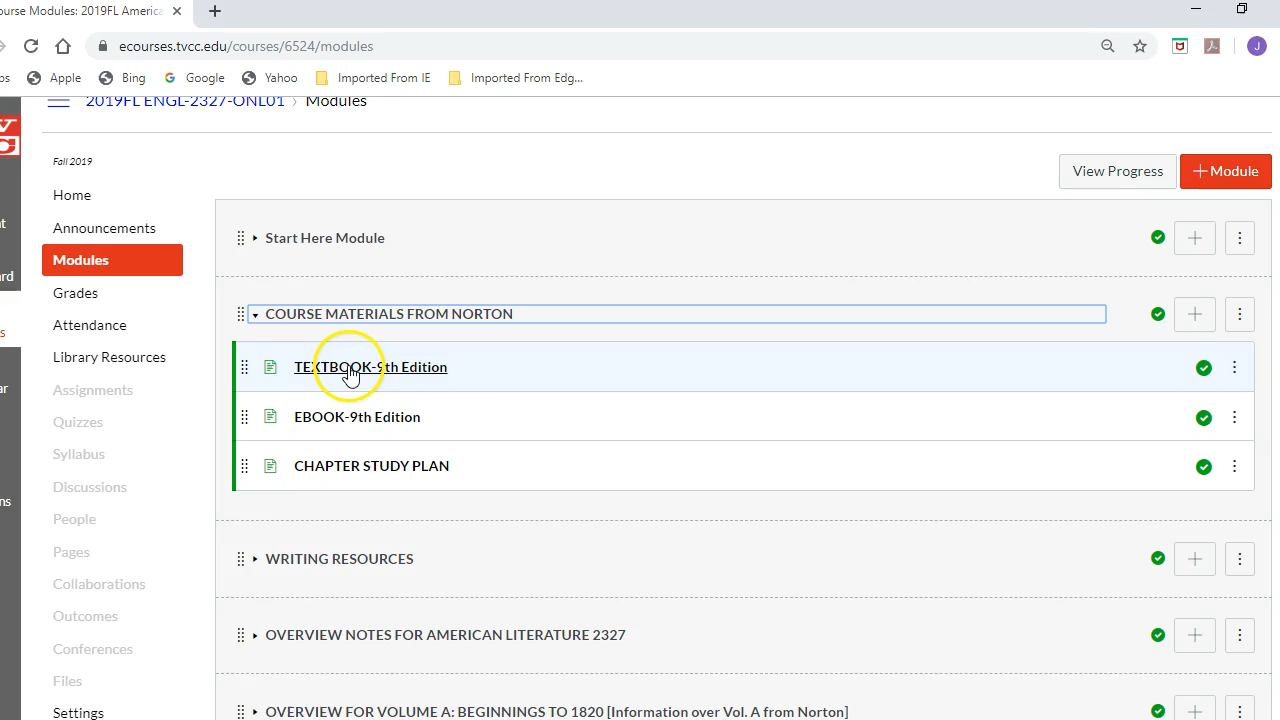 ourse Modules: 2019FL America
ecourses.tvcc.edu/courses/6524/modules
J
ps Apple Bing Google Yahoo Imported From IE Imported From Edg...
2019FL ENGL-2327-ONL01 › Modules
Fall 2019
View Progress
+ Module
Home
Announcements
Modules
Grades
Attendance
Library Resources
Assignments
Quizzes
Syllabus
Discussions
People
Pages
Collaborations
Outcomes
Conferences
Files
Settings
Start Here Module
COURSE MATERIALS FROM NORTON
TEXTBOOK-9th Edition
EBOOK-9th Edition
CHAPTER STUDY PLAN
WRITING RESOURCES
OVERVIEW NOTES FOR AMERICAN LITERATURE 2327
OVERVIEW FOR VOLUME A: BEGINNINGS TO 1820 [Information over Vol. A from Norton]